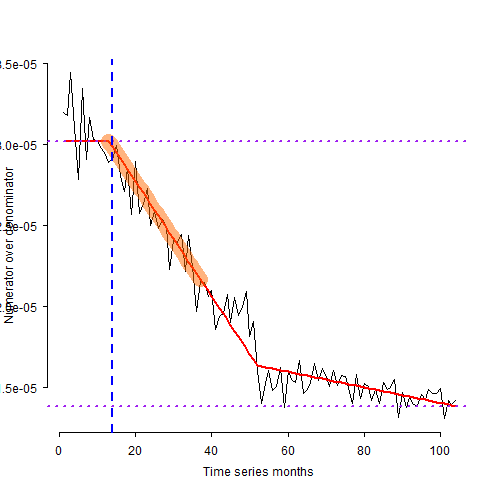 3.5e-05
3.0e-05
2.5e-05
2.0e-05
1.5e-05
Numerator over denominator
0 20 40 60 80 100
Time series months